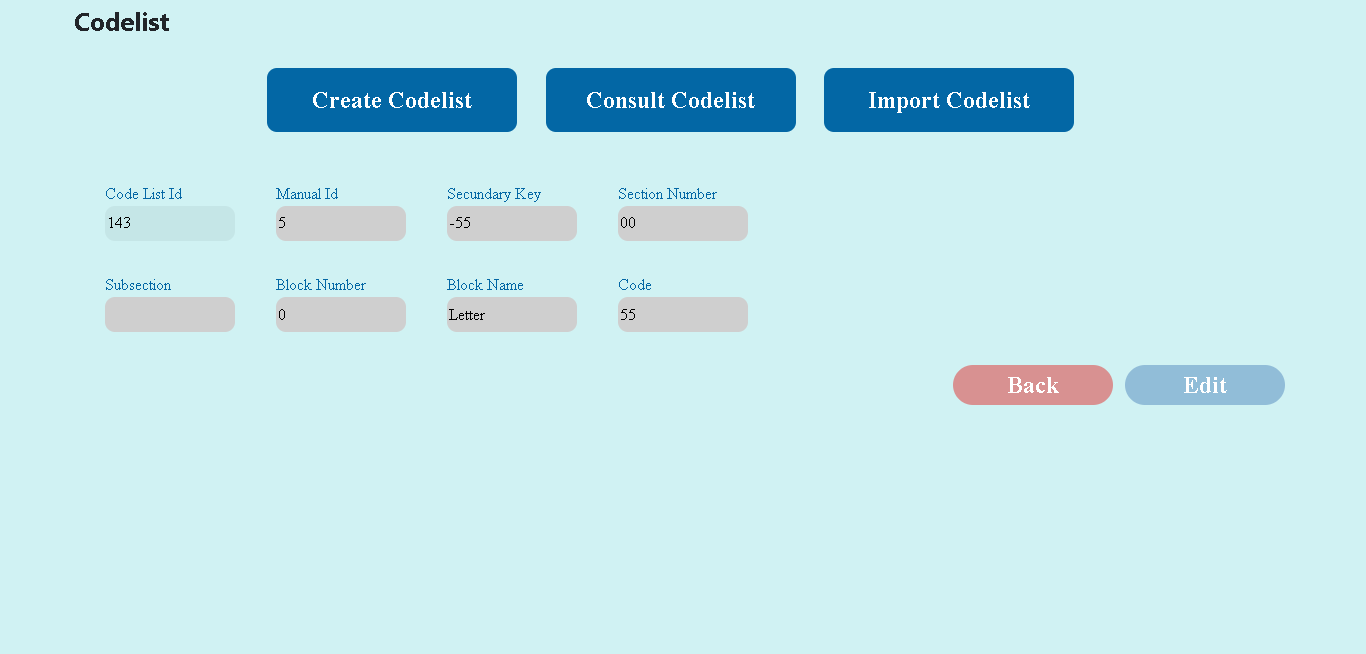 Codelist
Create Codelist Consult Codelist Import Codelist
Code List Id Manual Id Secundary Key Section Number
143 5 -55 00
Subsection Block Number Block Name Code
0 Letter 55
Back Edit